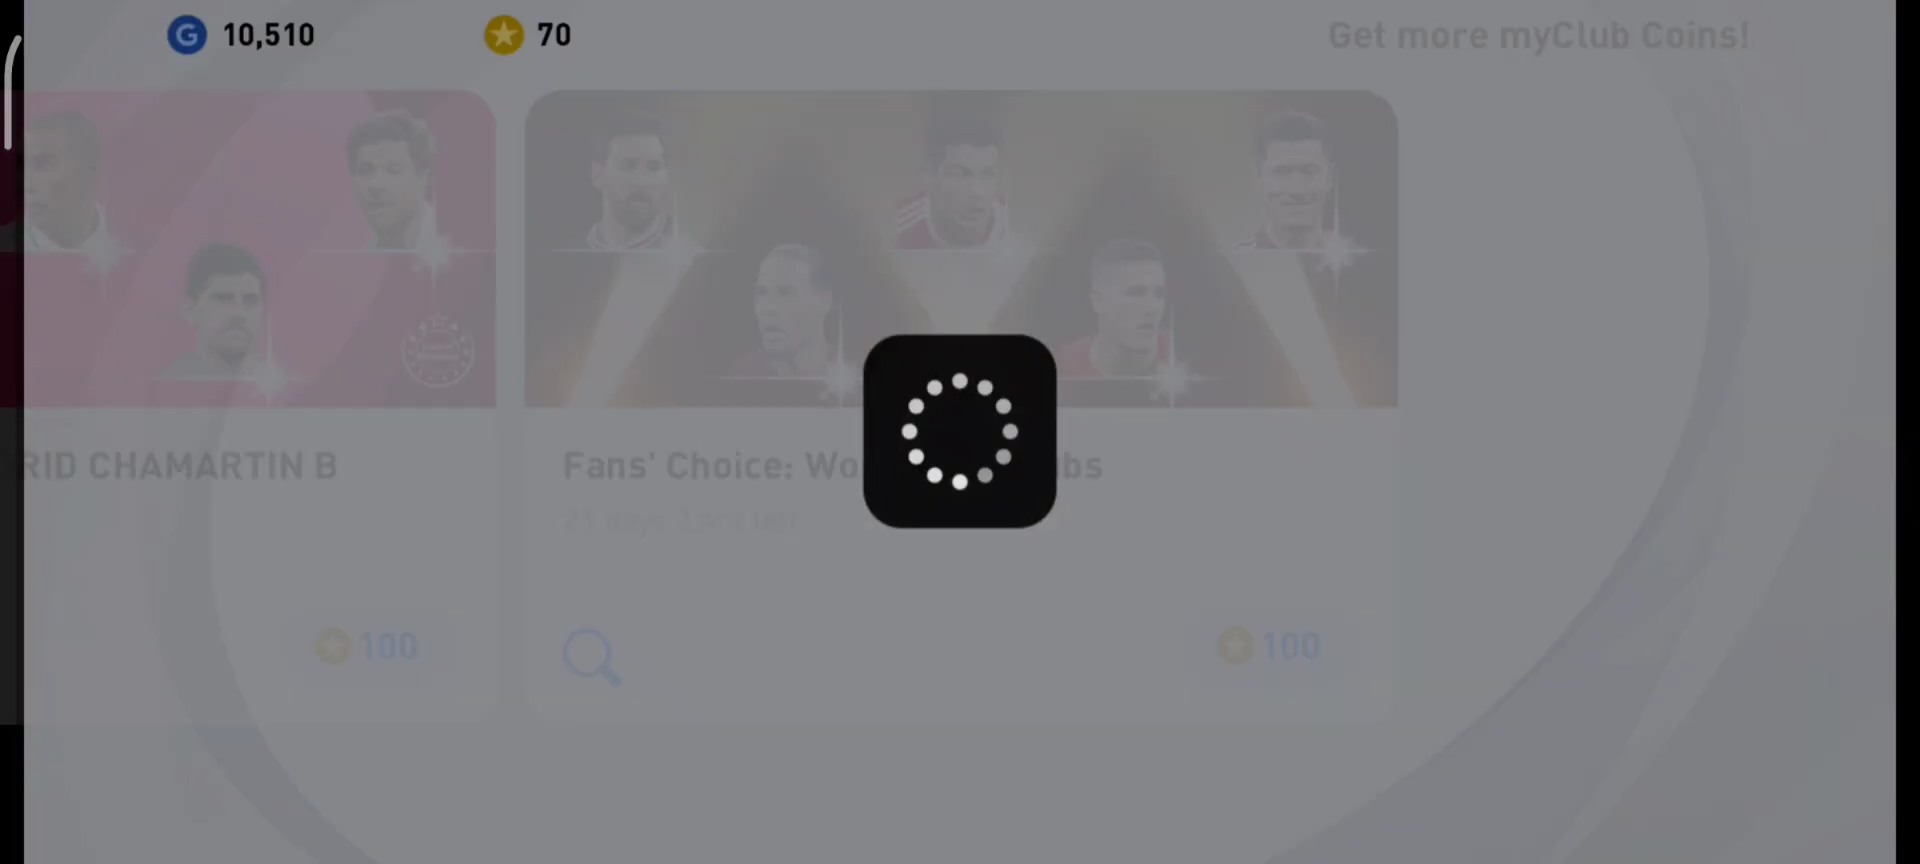 10,510
70
Get more myClub Coins!
RID CHAMARTIN B
Fans' Choice: Wo
bs
100
100